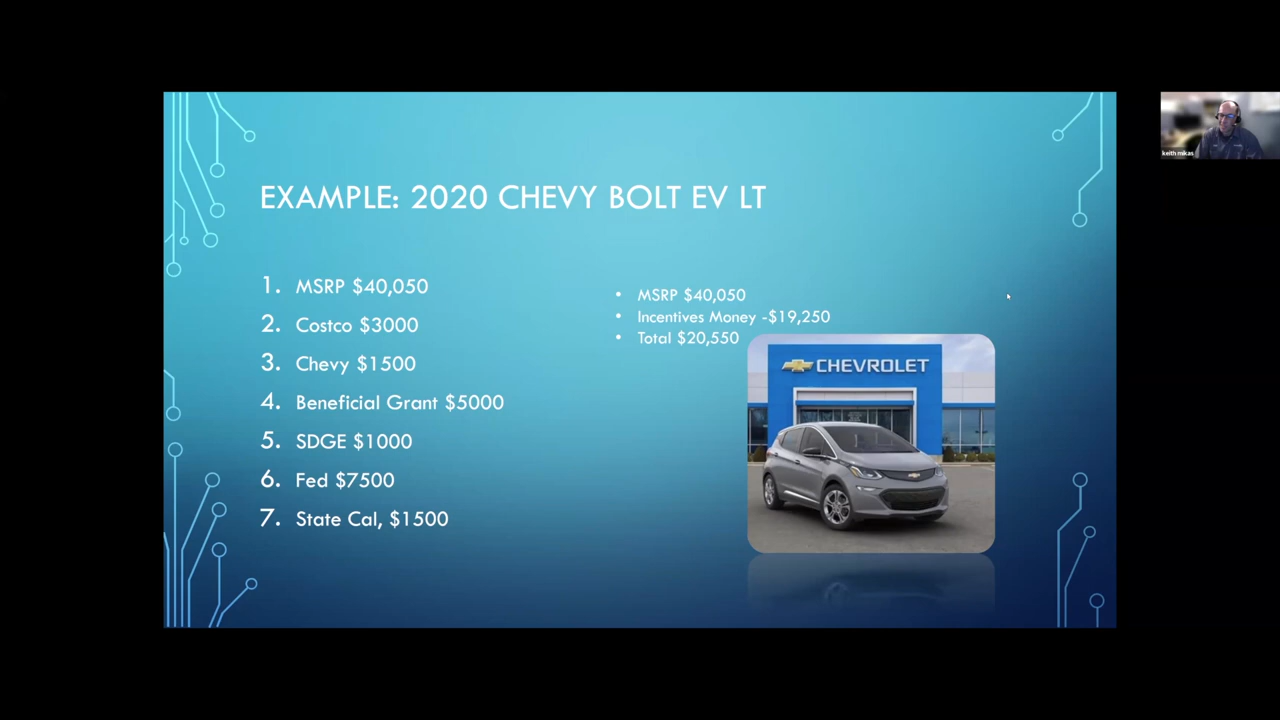 EXAMPLE: 2020 CHEVY BOLT EV LT
1. MSRP $40,050
2. Costco $3000
3. Chevy $1500
4. Beneficial Grant $5000
5. SDGE $1000
6. Fed $7500
7. State Cal, $1500
• MSRP $40,050
• Incentives Money -$19,250
• Total $20,550
CHEVROLET
keith mikas